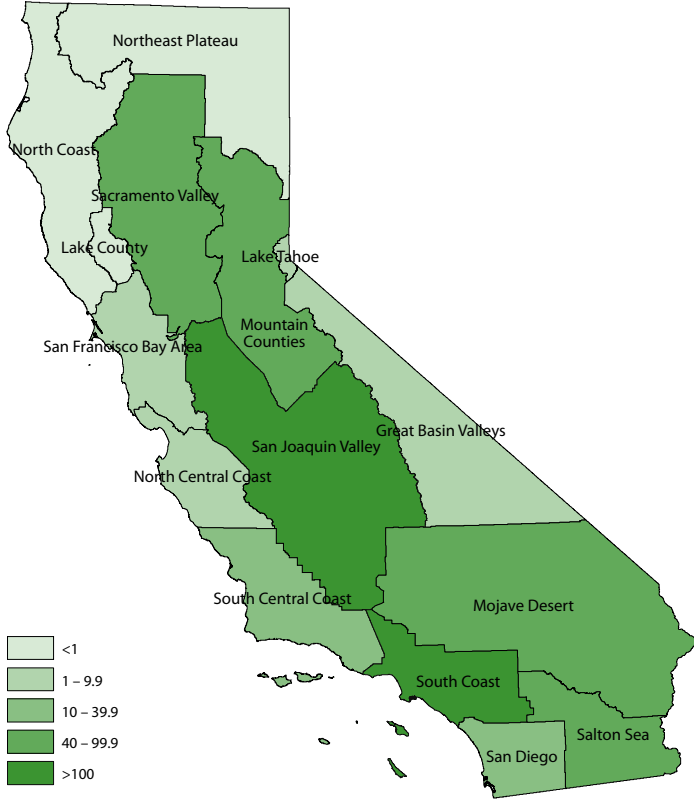 Northeast Plateau
North Coast
Sacramento Valley
Lake County
Lake Tahoe
Mountain
Counties
San Francisco Bay Area
Great Basin Valleys
San Joaquin Valley
North Central Coast
South Central Coast
Mojave Desert
South Coast
Salton Sea
San Diego
<1
1 – 9.9
10 – 39.9
40 – 99.9
>100